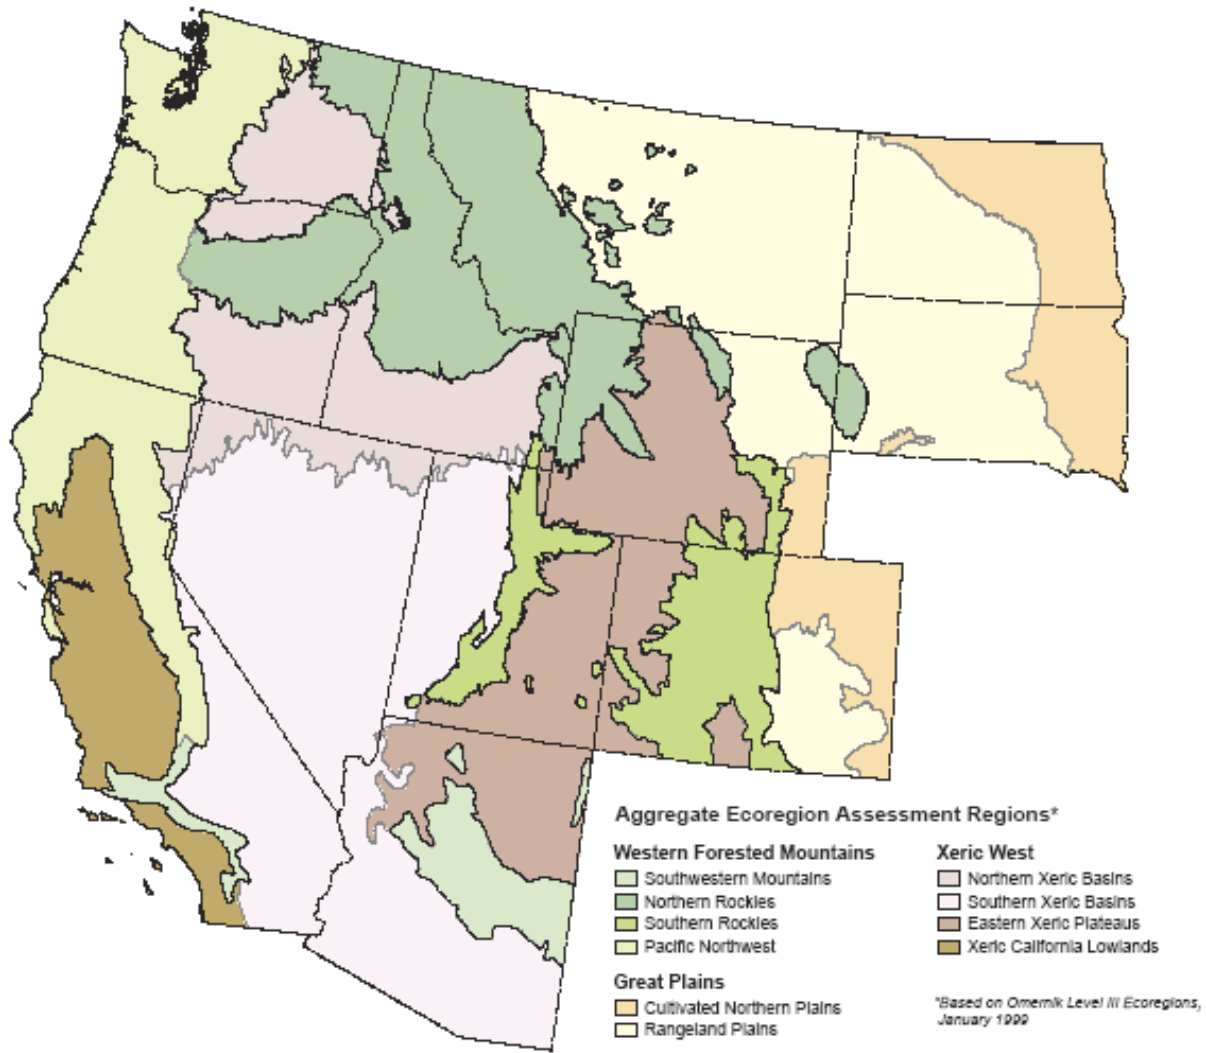 Aggregate Ecoregion Assessment Regions*
Western Forested Mountains
Southwestern Mountains
Northern Rockies
Southern Rockies
Pacific Northwest
Great Plains
Cultivated Northern Plains
Rangeland Plains
Xeric West
Northern Xeric Basins
Southern Xeric Basins
Eastern Xeric Plateaus
Xeric California Lowlands
*Based on Omernik Level III Ecoregions,
January 1999